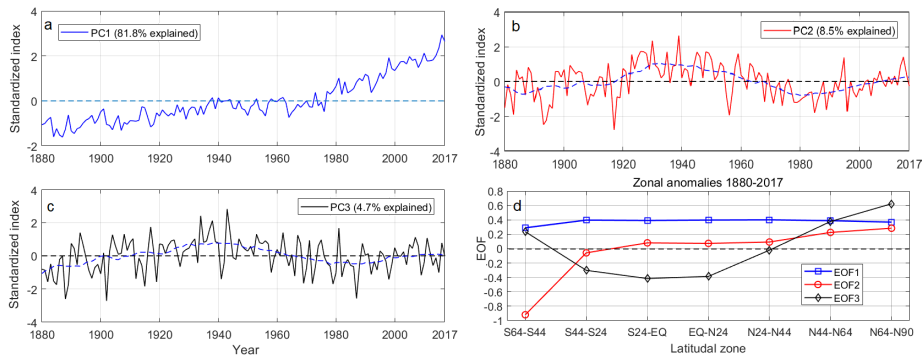 a
PC1 (81.8% explained)
Standardized index
4
2
0
-2
1880
1900
1920
1940
1960
1980
2000
2017
b
PC2 (8.5% explained)
Standardized index
4
2
0
-2
-4
1880
1900
1920
1940
1960
1980
2000
2017
c
PC3 (4.7% explained)
Standardized index
4
2
0
-2
-4
1880
1900
1920
1940
1960
1980
2000
2017
Year
Zonal anomalies 1880-2017
d
EOF
0.8
0.6
0.4
0.2
0
-0.2
-0.4
-0.6
-0.8
-1
EOF1
EOF2
EOF3
S64-S44
S44-S24
S24-EQ
EQ-N24
N24-N44
N44-N64
N64-N90
Latitudal zone